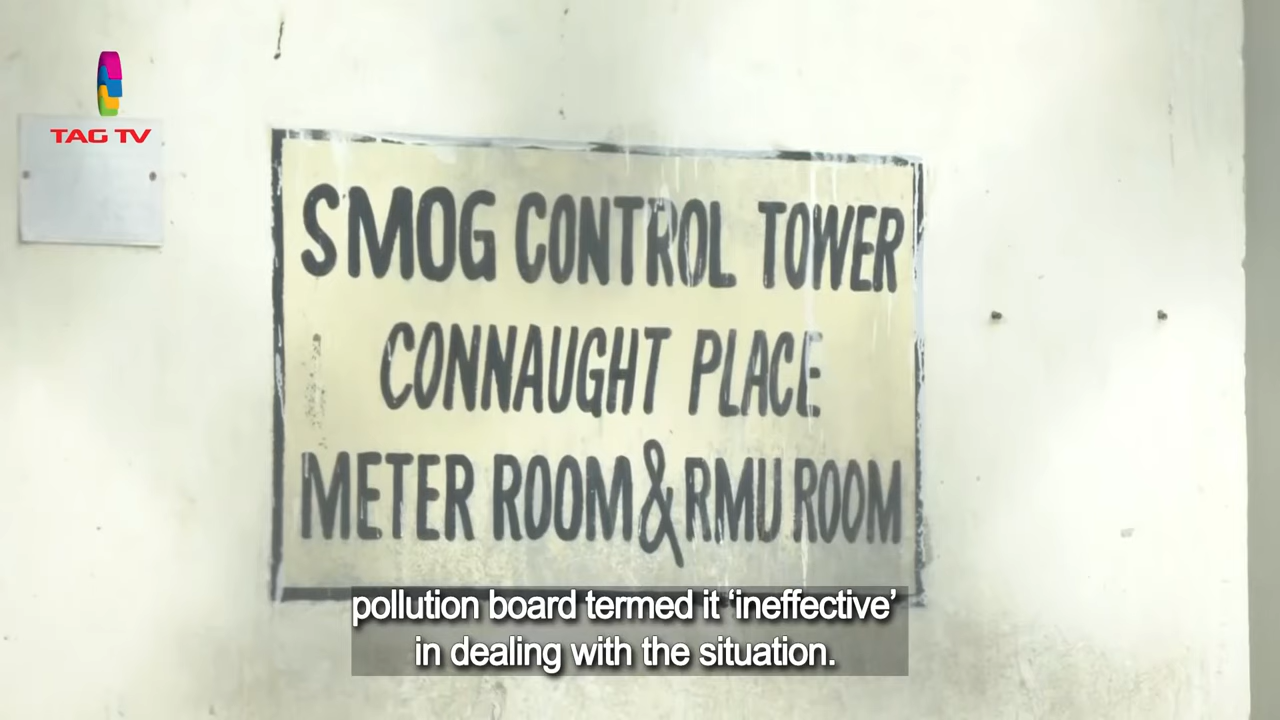 TAG TV
SMOG CONTROL TOWER
CONNAUGHT PLACE
METER ROOM & RMU ROOM
pollution board termed it ‘ineffective’
in dealing with the situation.